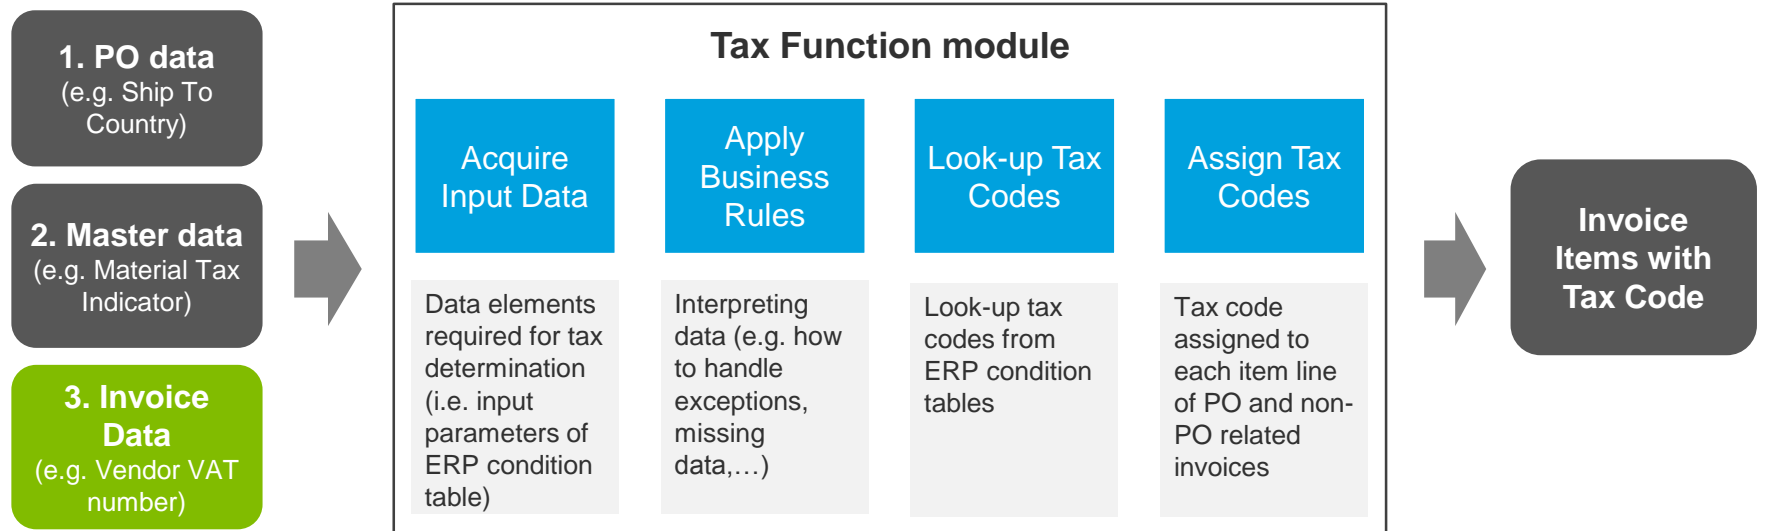 1. PO data
(e.g. Ship To
Country)
2. Master data
(e.g. Material Tax
Indicator)
3. Invoice
Data
(e.g. Vendor VAT
number)
Tax Function module
Acquire
Input Data
Apply
Business
Rules
Look-up Tax
Codes
Assign Tax
Codes
Data elements
required for tax
determination
(i.e. input
parameters of
ERP condition
table)
Interpreting
data (e.g. how
to handle
exceptions,
missing
data,…)
Look-up tax
codes from
ERP condition
tables
Tax code
assigned to
each item line
of PO and non-
PO related
invoices
Invoice
Items with
Tax Code